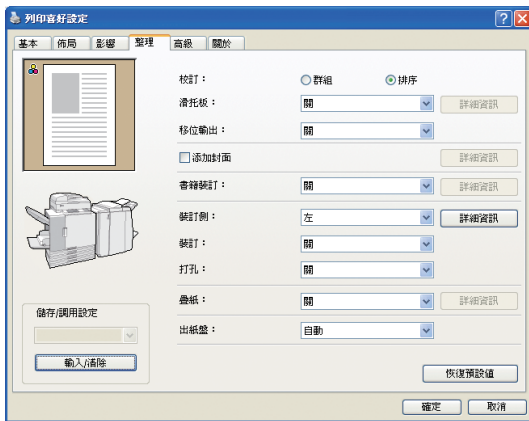 列印喜好設定
基本 佈局 影響 整理 高級 關於
校訂： 群組 排序
滑托板： 關 詳細資訊
移位輸出： 關
添加封面 詳細資訊
書籍裝訂： 關 詳細資訊
裝訂側： 左 詳細資訊
裝訂： 關
打孔： 關
疊紙： 關 詳細資訊
儲存/調用設定
出紙盤： 自動
輸入/清除
恢復預設值
確定 取消